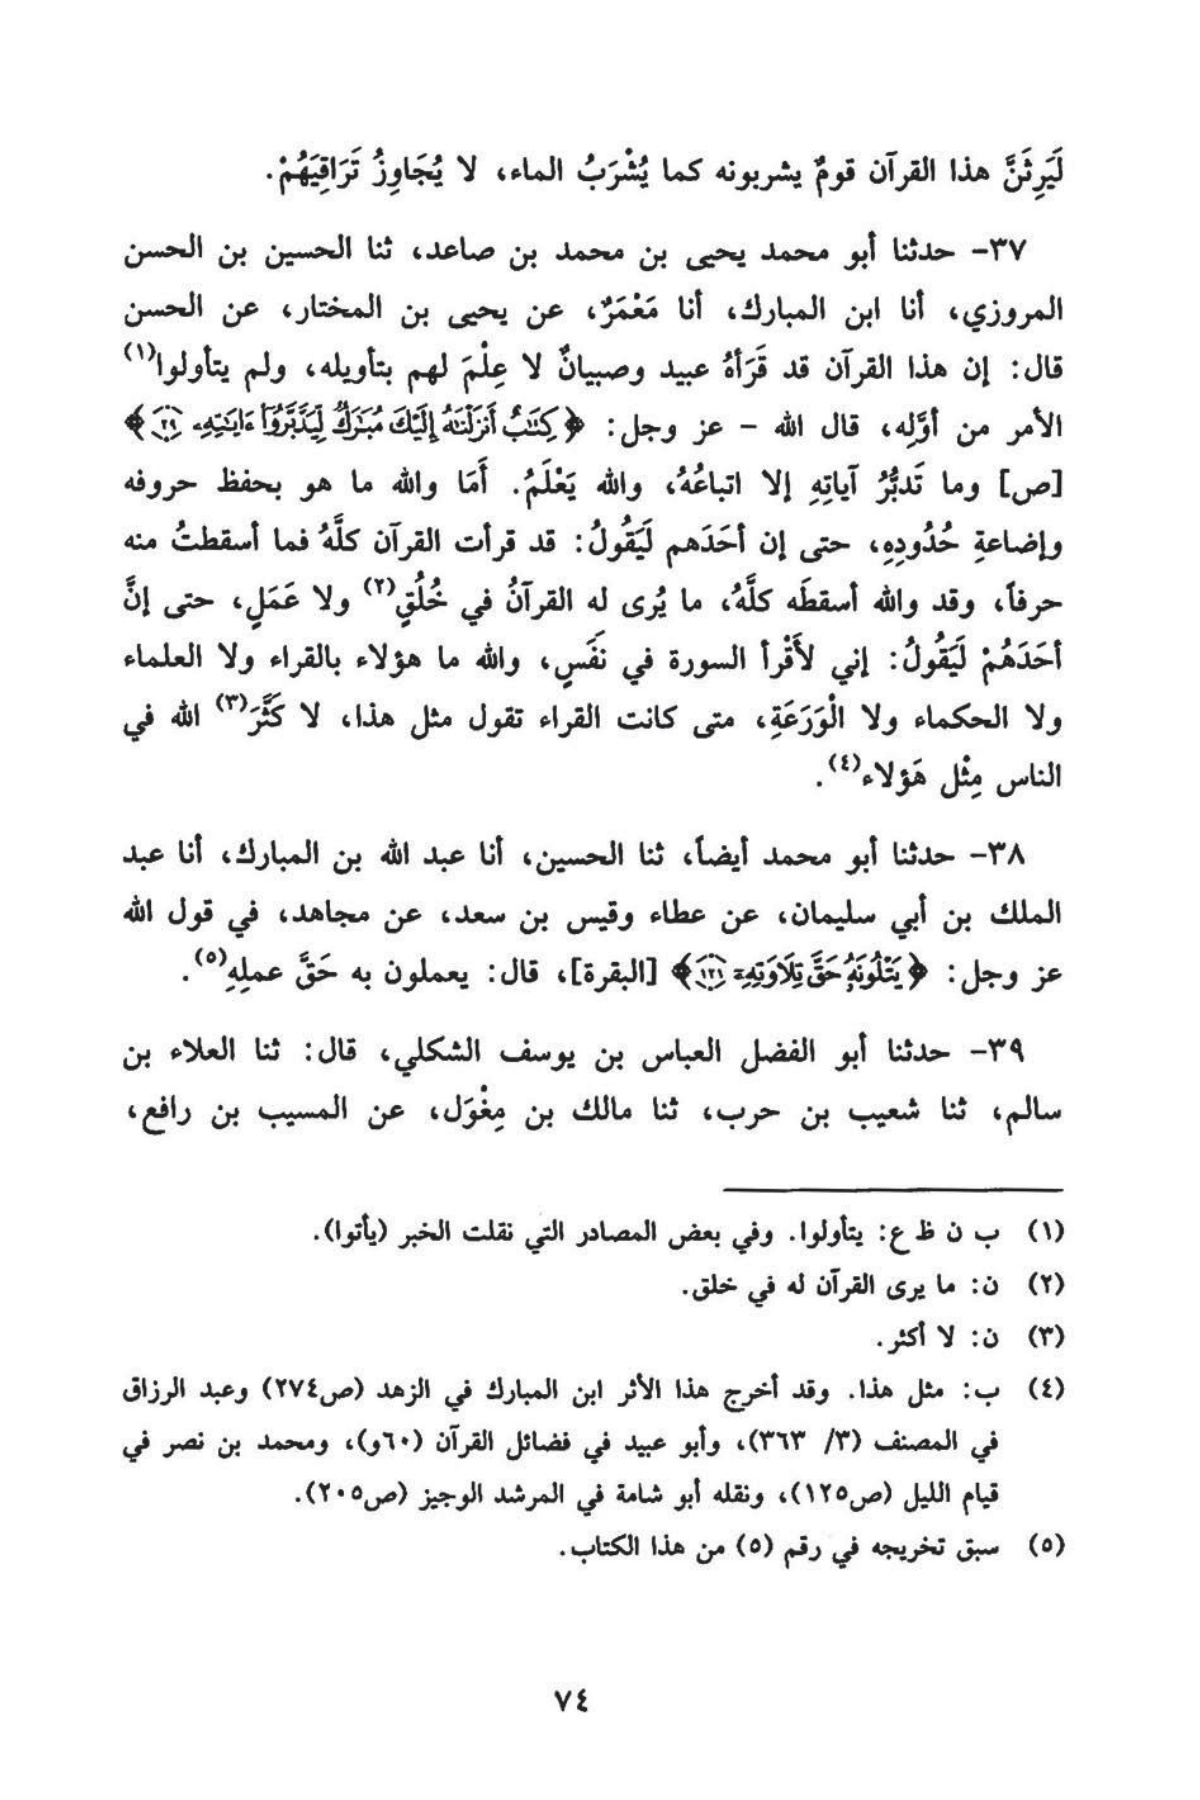 لَيَرِثَنَّ هذا القرآن قومٌ يشربونه كما يُشْرَبُ الماء، لا يُجَاوِزُ تَرَاقِيَهُمْ.
٣٧- حدثنا أبو محمد يحيى بن محمد بن صاعد، ثنا الحسين بن الحسن
المروزي، أنا ابن المبارك، أنا مَعْمَرٌ، عن يحيى بن المختار، عن الحسن
قال: إن هذا القرآن قد قَرَأهُ عبيد وصبيانٌ لا عِلْمَ لهم بتأويله، ولم يتأولوا(١)
الأمر من أوَّلِه، قال الله - عز وجل: ﴿كِتَٰبٌ أَنزَلْنَٰهُ إِلَيْكَ مُبَٰرَكٌ لِّيَدَّبَّرُوٓاْ ءَايَٰتِهِۦ ۝٢٩﴾
[ص] وما تَدبُّرُ آياتِهِ إلا اتباعُهُ، والله يَعْلَمُ. أَمَا والله ما هو بحفظ حروفه
وإضاعةِ حُدُودِهِ، حتى إن أحَدَهم لَيَقُولُ: قد قرأت القرآن كلَّهُ فما أسقطتُ منه
حرفاً، وقد والله أسقطَه كلَّهُ، ما يُرى له القرآنُ في خُلُقٍ(٢) ولا عَمَلٍ، حتى إنَّ
أحَدَهُمْ لَيَقُولُ: إني لأَقْرأ السورة في نفَسٍ، والله ما هؤلاء بالقراء ولا العلماء
ولا الحكماء ولا الْوَرَعَةِ، متى كانت القراء تقول مثل هذا، لا كَثَّرَ(٣) الله في
الناس مِثْل هَؤلاء(٤).
٣٨- حدثنا أبو محمد أيضاً، ثنا الحسين، أنا عبد الله بن المبارك، أنا عبد
الملك بن أبي سليمان، عن عطاء وقيس بن سعد، عن مجاهد، في قول الله
عز وجل: ﴿يَتْلُونَهُۥ حَقَّ تِلَاوَتِهِۦٓ ۝١٢١﴾ [البقرة]، قال: يعملون به حَقَّ عملِهِ(٥).
٣٩- حدثنا أبو الفضل العباس بن يوسف الشكلي، قال: ثنا العلاء بن
سالم، ثنا شعيب بن حرب، ثنا مالك بن مِغْوَل، عن المسيب بن رافع،
(١) ب ن ظ ع: يتأولوا. وفي بعض المصادر التي نقلت الخبر (يأتوا).
(٢) ن: ما يرى القرآن له في خلق.
(٣) ن: لا أكثر.
(٤) ب: مثل هذا. وقد أخرج هذا الأثر ابن المبارك في الزهد (ص٢٧٤) وعبد الرزاق
في المصنف (٣/ ٣٦٣)، وأبو عبيد في فضائل القرآن (٦٠و)، ومحمد بن نصر في
قيام الليل (ص١٢٥)، ونقله أبو شامة في المرشد الوجيز (ص٢٠٥).
(٥) سبق تخريجه في رقم (٥) من هذا الكتاب.
٧٤